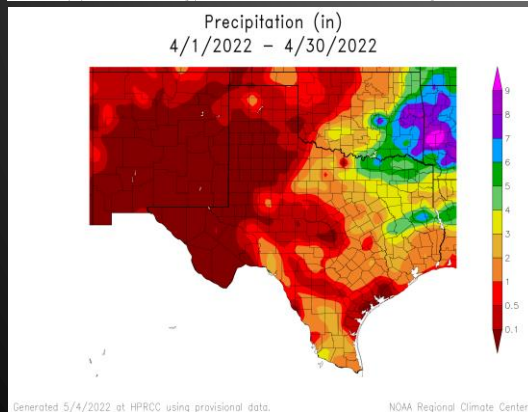 Precipitation (in)
4/1/2022 – 4/30/2022
9
8
7
6
5
4
3
2
1
0.5
0.1
Generated 5/4/2022 at HPRCC using provisional data.
NOAA Regional Climate Center